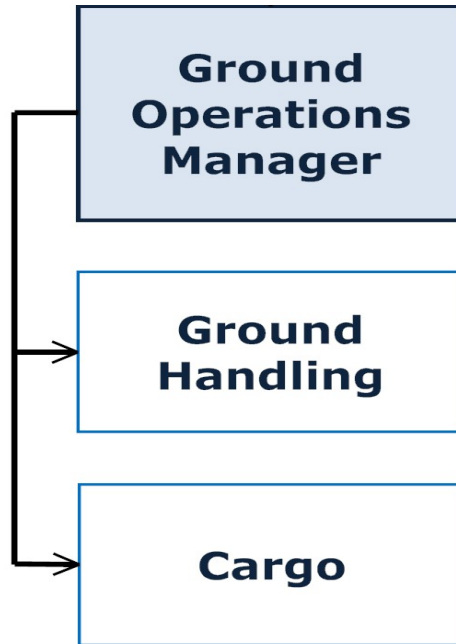 Ground
Operations
Manager
Ground
Handling
Cargo